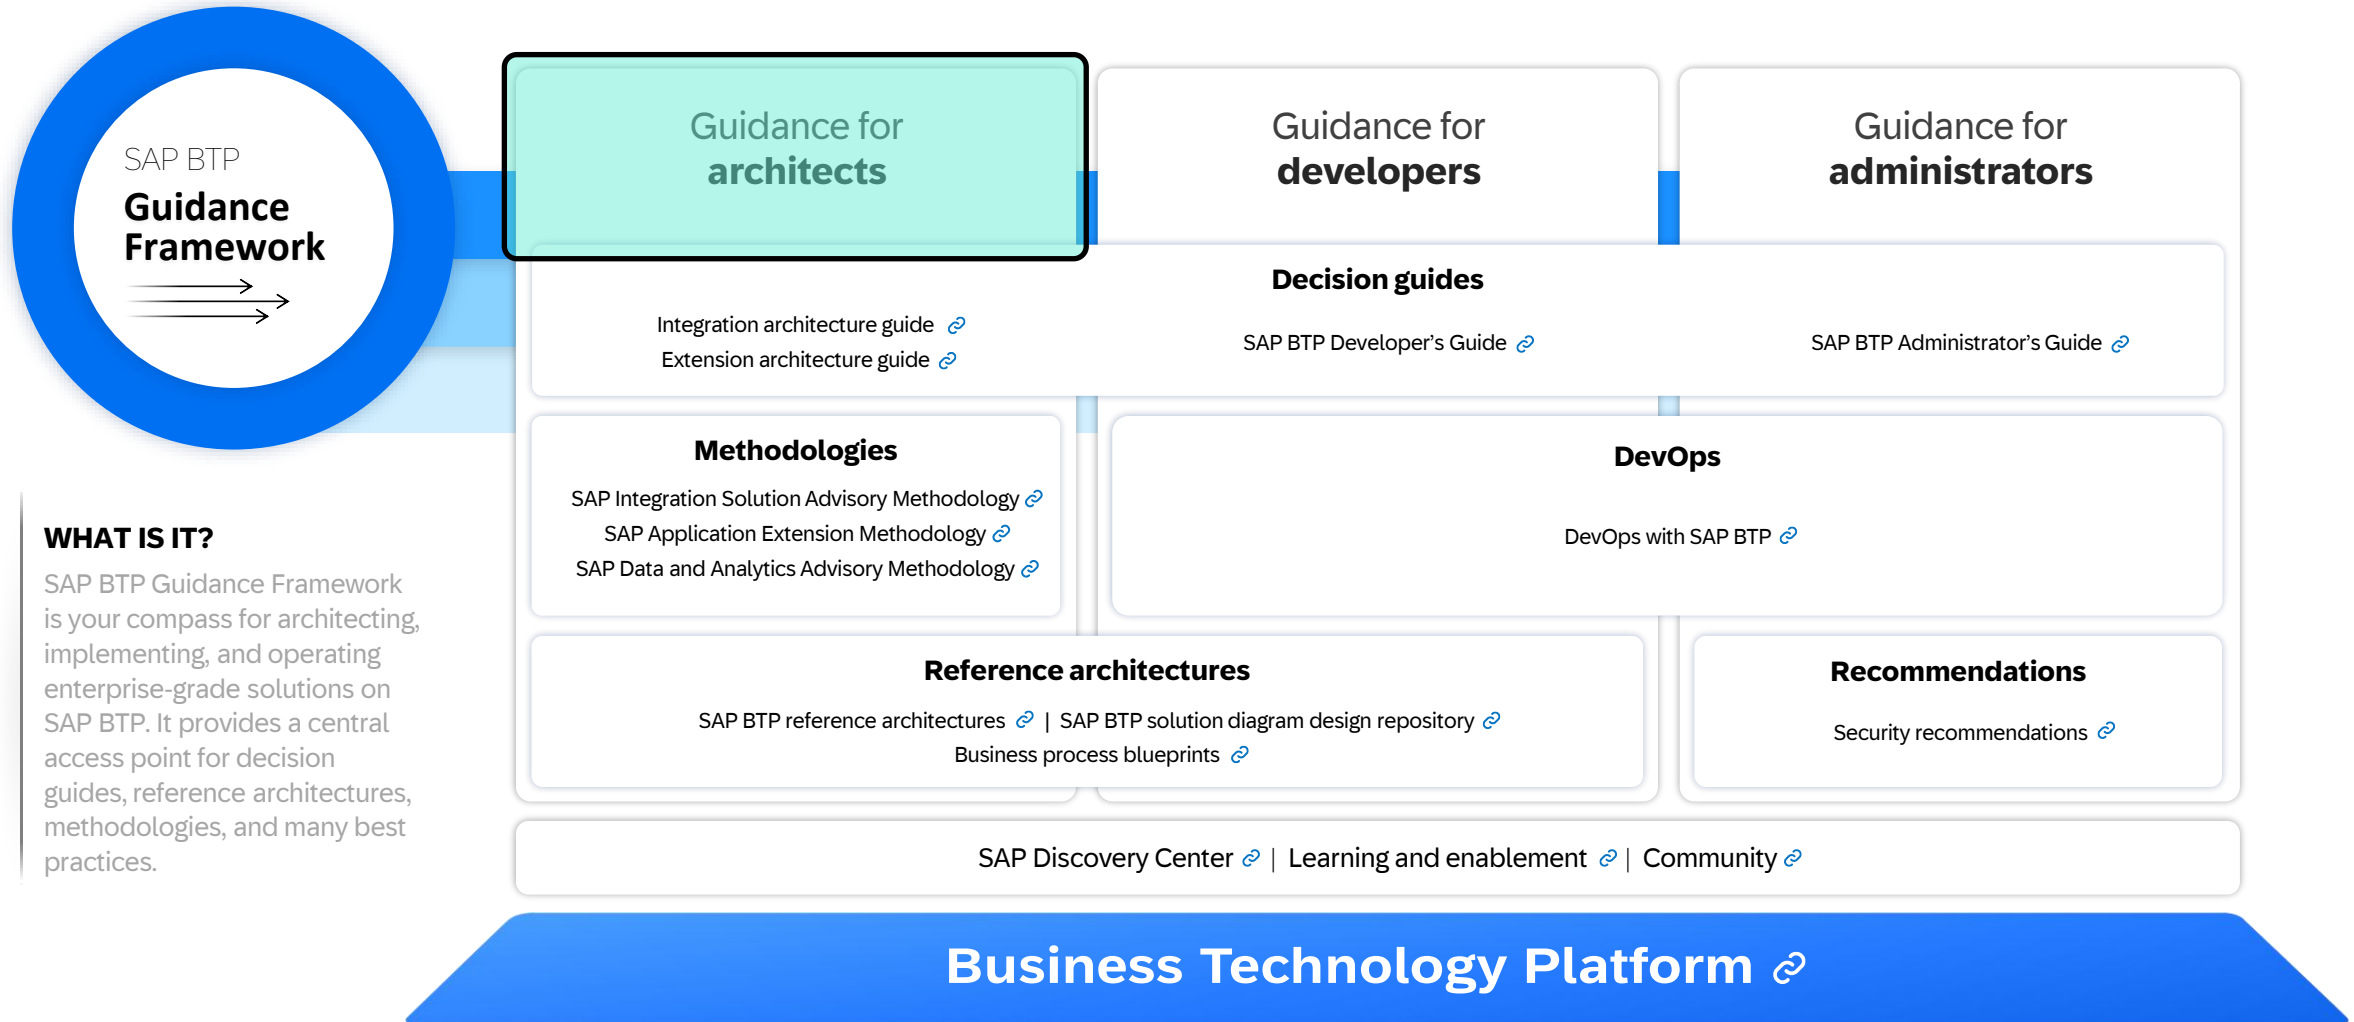 SAP BTP
Guidance
Framework
WHAT IS IT?
SAP BTP Guidance Framework
is your compass for architecting,
implementing, and operating
enterprise-grade solutions on
SAP BTP. It provides a central
access point for decision
guides, reference architectures,
methodologies, and many best
practices.
Guidance for
architects
Guidance for
developers
Guidance for
administrators
Decision guides
Integration architecture guide
Extension architecture guide
SAP BTP Developer’s Guide
SAP BTP Administrator’s Guide
Methodologies
SAP Integration Solution Advisory Methodology
SAP Application Extension Methodology
SAP Data and Analytics Advisory Methodology
DevOps
DevOps with SAP BTP
Reference architectures
SAP BTP reference architectures | SAP BTP solution diagram design repository
Business process blueprints
Recommendations
Security recommendations
SAP Discovery Center | Learning and enablement | Community
Business Technology Platform